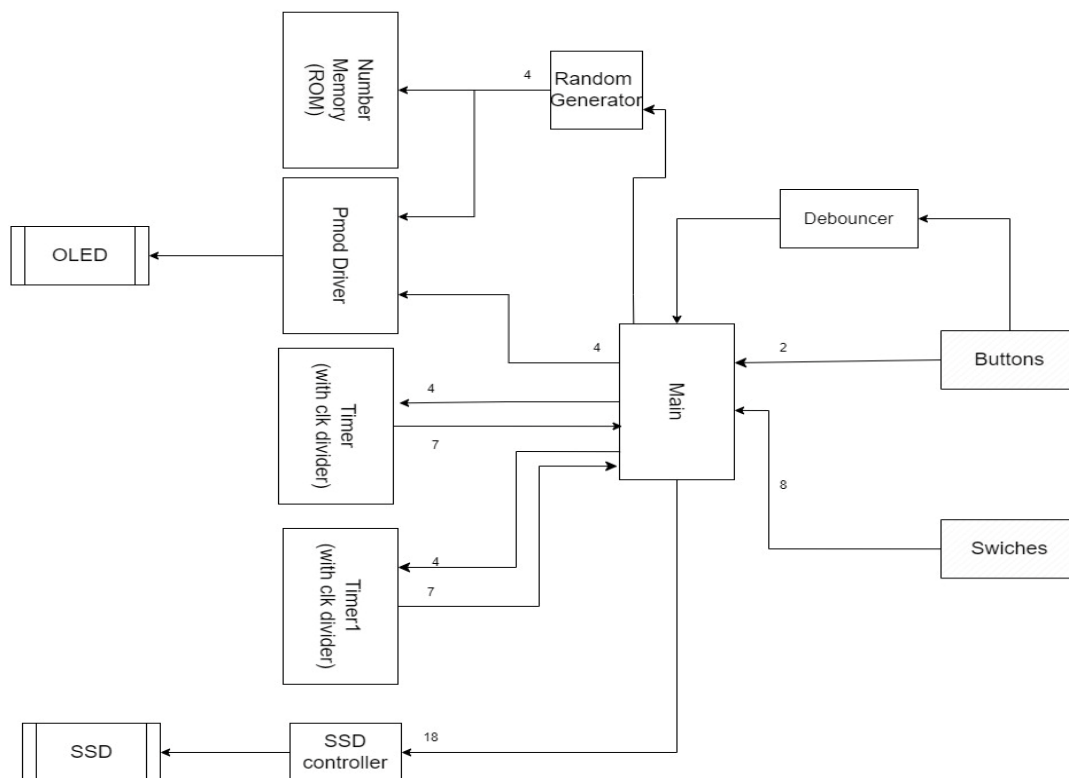 Number
Memory
(ROM)
4
Random
Generator
Pmod Driver
Debouncer
OLED
4
2
Buttons
Main
Timer
(with clk divider)
4
7
8
Swiches
Timer1
(with clk divider)
4
7
SSD
SSD
controller
18